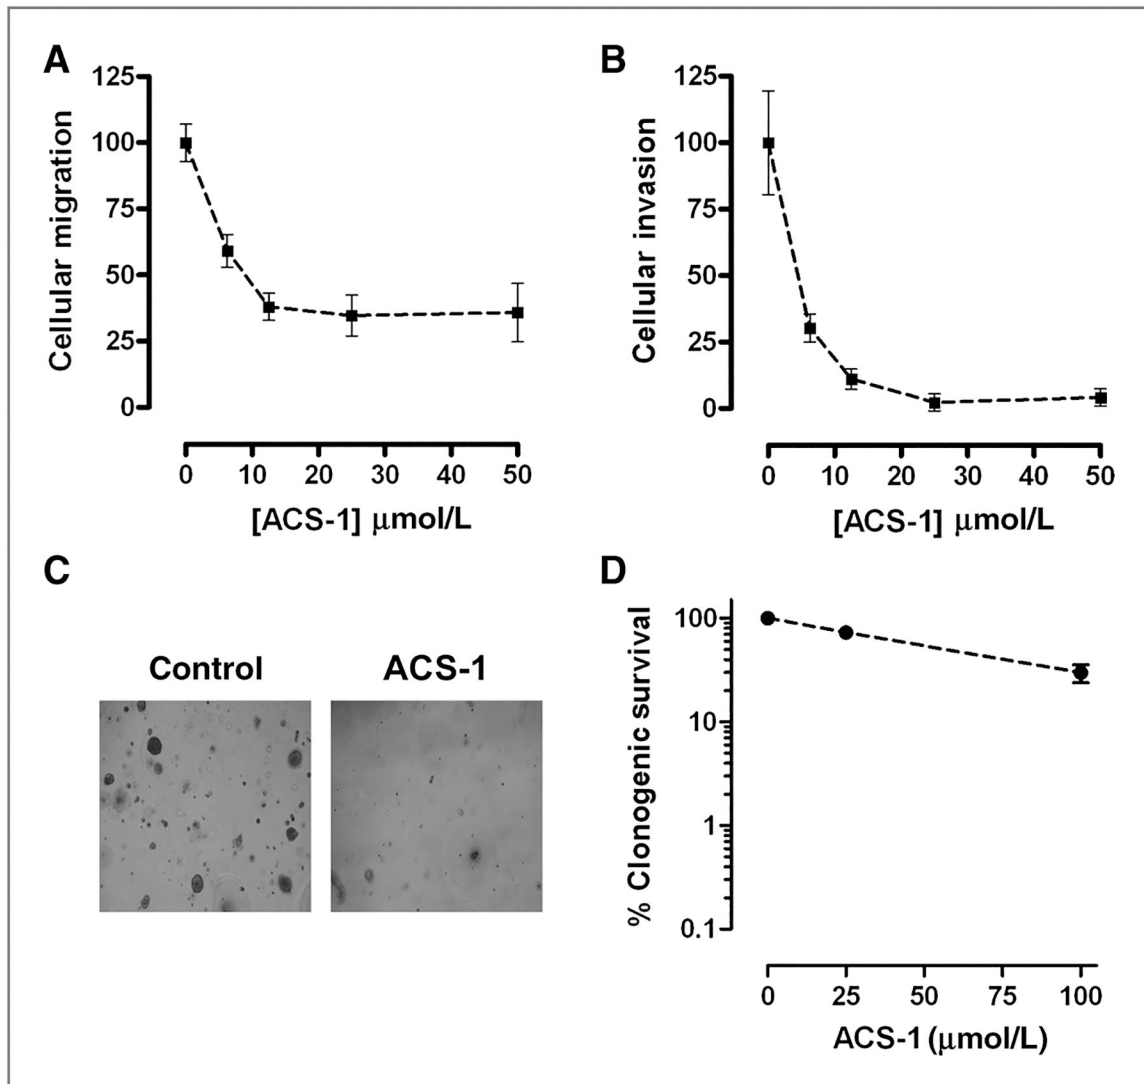 A
Cellular migration
125
100
75
50
25
0
0 10 20 30 40 50
[ACS-1] μmol/L
B
Cellular invasion
125
100
75
50
25
0
0 10 20 30 40 50
[ACS-1] μmol/L
C
Control ACS-1
D
% Clonogenic survival
100
10
1
0.1
0 25 50 75 100
ACS-1 (μmol/L)